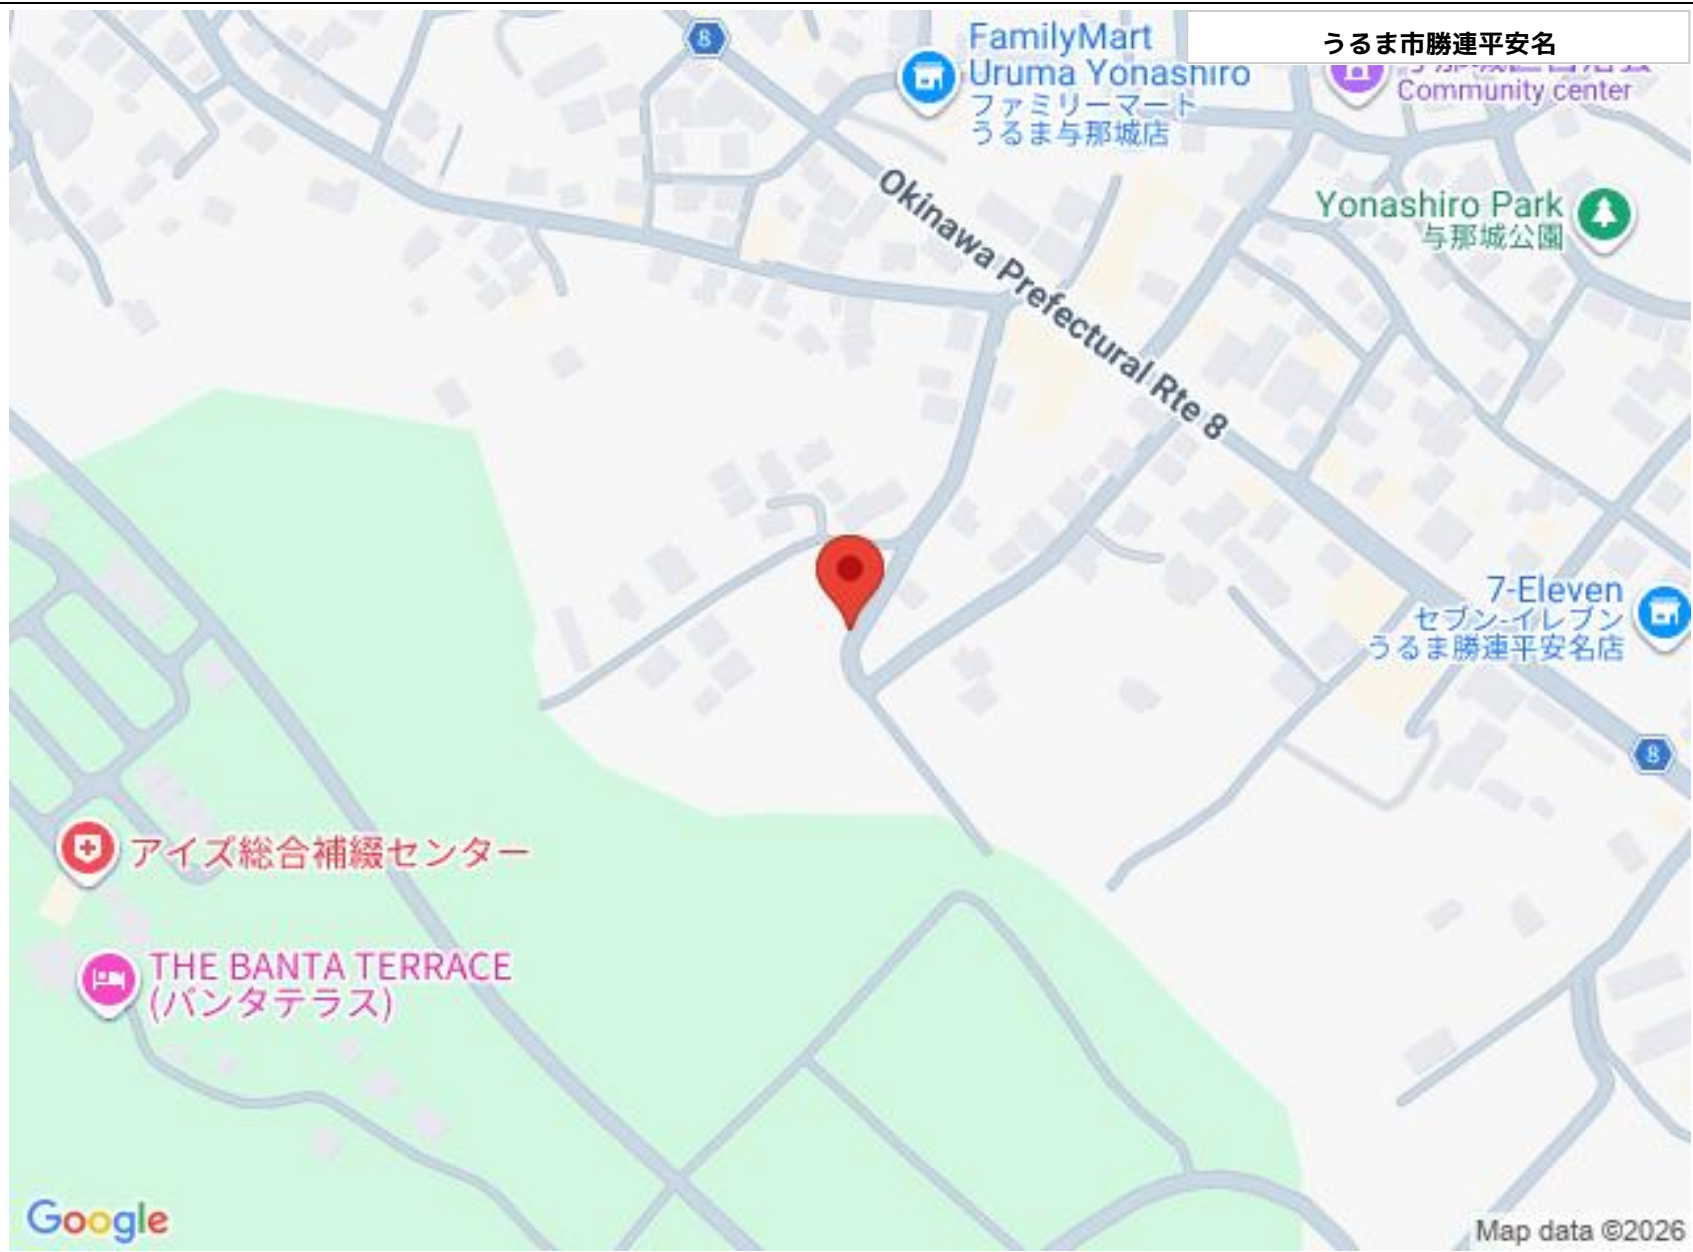 うるま市勝連平安名
8
FamilyMart
Uruma Yonashiro
ファミリーマート
うるま与那城店
Community center
Okinawa Prefectural Rte 8
Yonashiro Park
与那城公園
7-Eleven
セブン-イレブン
うるま勝連平安名店
8
アイズ総合補綴センター
THE BANTA TERRACE
(バンタテラス)
Google
Map data ©2026